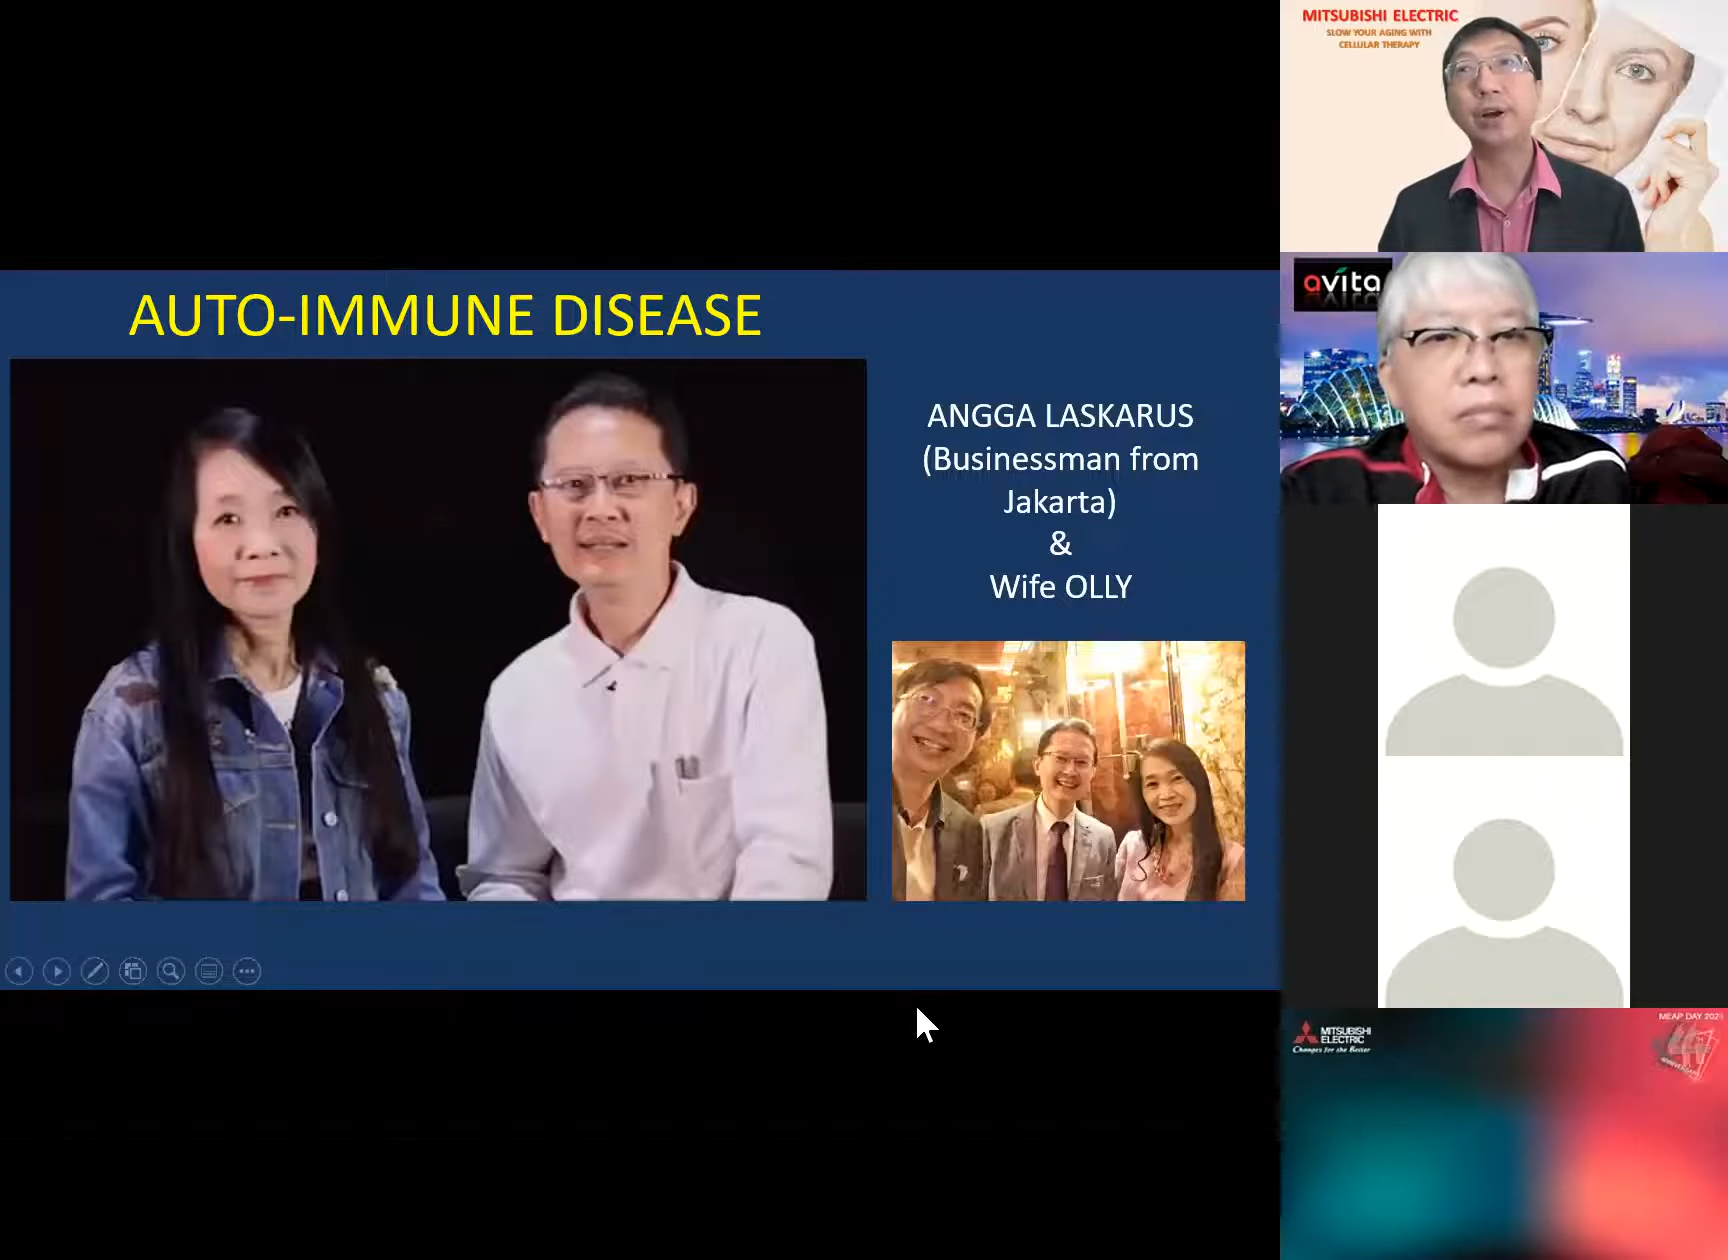 AUTO-IMMUNE DISEASE
ANGGA LASKARUS
(Businessman from
Jakarta)
&
Wife OLLY
MITSUBISHI ELECTRIC
SLOW YOUR AGING WITH
CELLULAR THERAPY
avita
MITSUBISHI
ELECTRIC
Changes for the Better
MEAP DAY